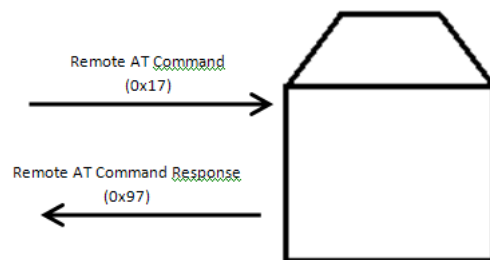 Remote AT Command
(0x17)
Remote AT Command Response
(0x97)